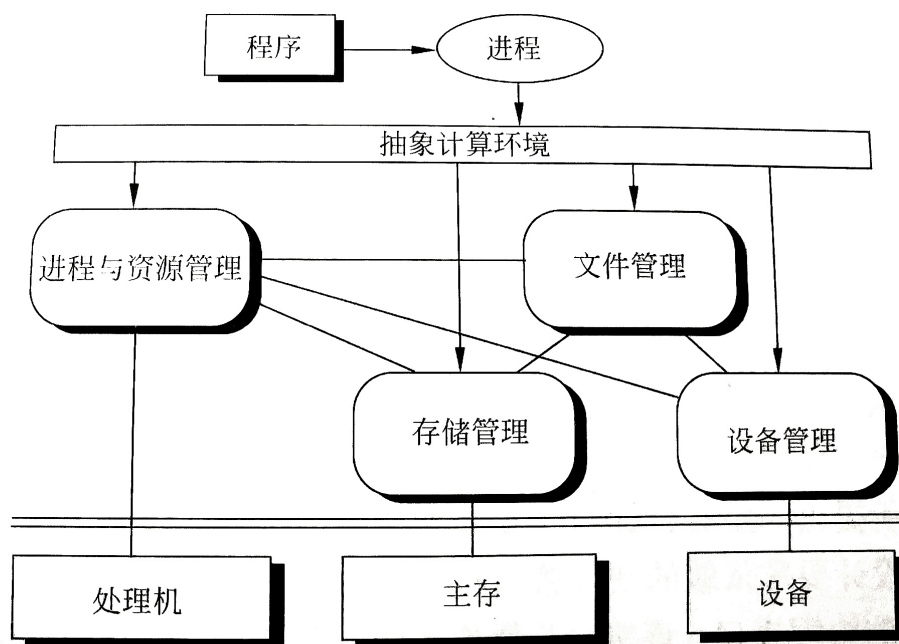 程序
进程
抽象计算环境
进程与资源管理
文件管理
存储管理
设备管理
处理机
主存
设备